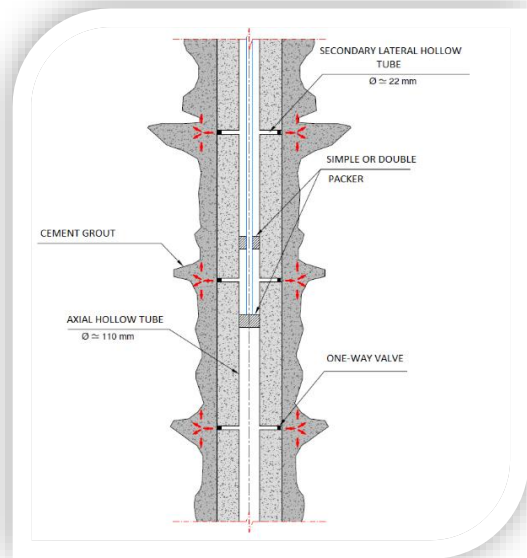 SECONDARY LATERAL HOLLOW
TUBE
Ø ≃ 22 mm
SIMPLE OR DOUBLE
PACKER
CEMENT GROUT
AXIAL HOLLOW TUBE
Ø ≃ 110 mm
ONE-WAY VALVE